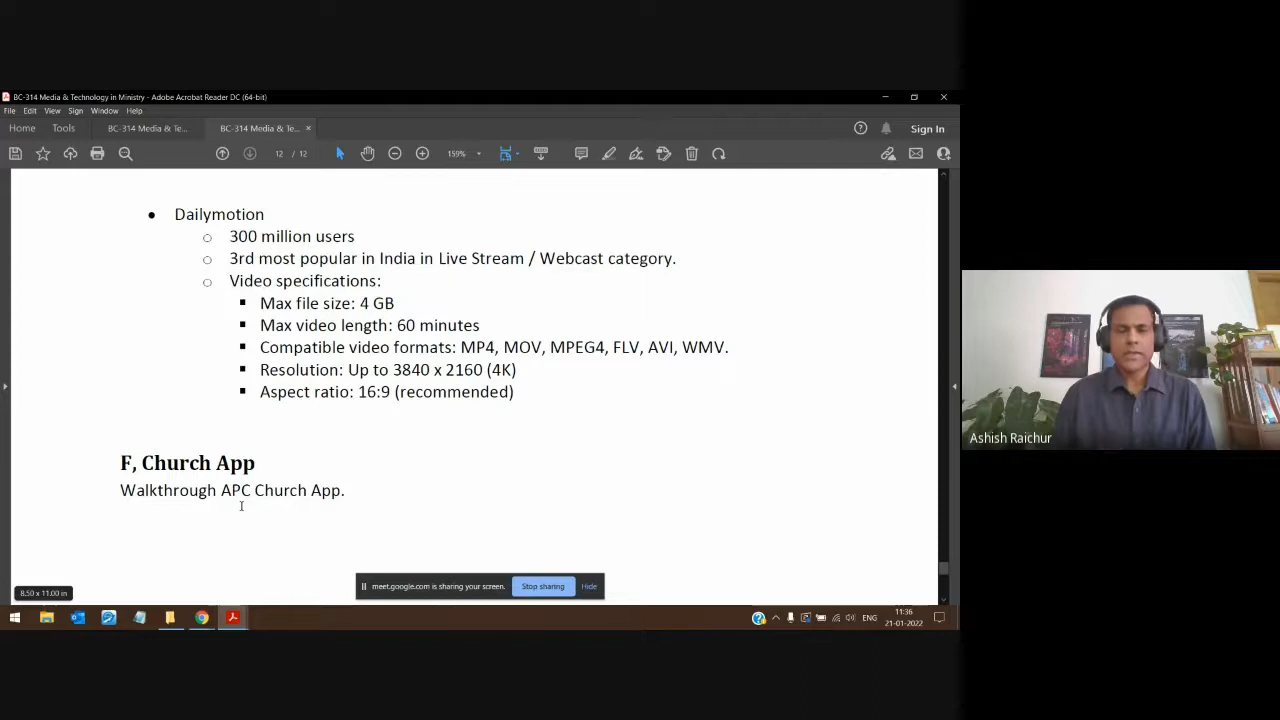 BC-314 Media & Technology in Ministry - Adobe Acrobat Reader DC (64-bit)
File Edit View Sign Window Help
Home Tools BC-314 Media & Te... BC-314 Media & Te... × Sign In
12 / 12 159%
• Dailymotion
○ 300 million users
○ 3rd most popular in India in Live Stream / Webcast category.
○ Video specifications:
▪ Max file size: 4 GB
▪ Max video length: 60 minutes
▪ Compatible video formats: MP4, MOV, MPEG4, FLV, AVI, WMV.
▪ Resolution: Up to 3840 x 2160 (4K)
▪ Aspect ratio: 16:9 (recommended)
Ashish Raichur
F, Church App
Walkthrough APC Church App.
meet.google.com is sharing your screen. Stop sharing Hide
8.50 x 11.00 in
ENG 11:36
21-01-2022